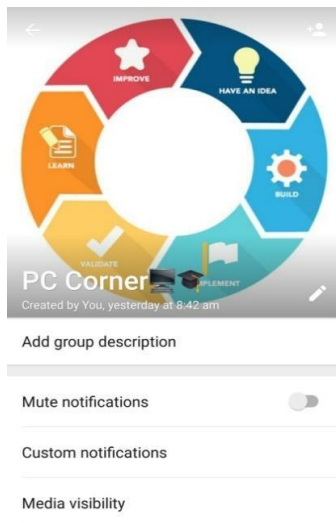 IMPROVE
HAVE AN IDEA
LEARN
BUILD
VALIDATE
PLEMENT
PC Corner🖥️🎓
Created by You, yesterday at 8:42 am
Add group description
Mute notifications
Custom notifications
Media visibility